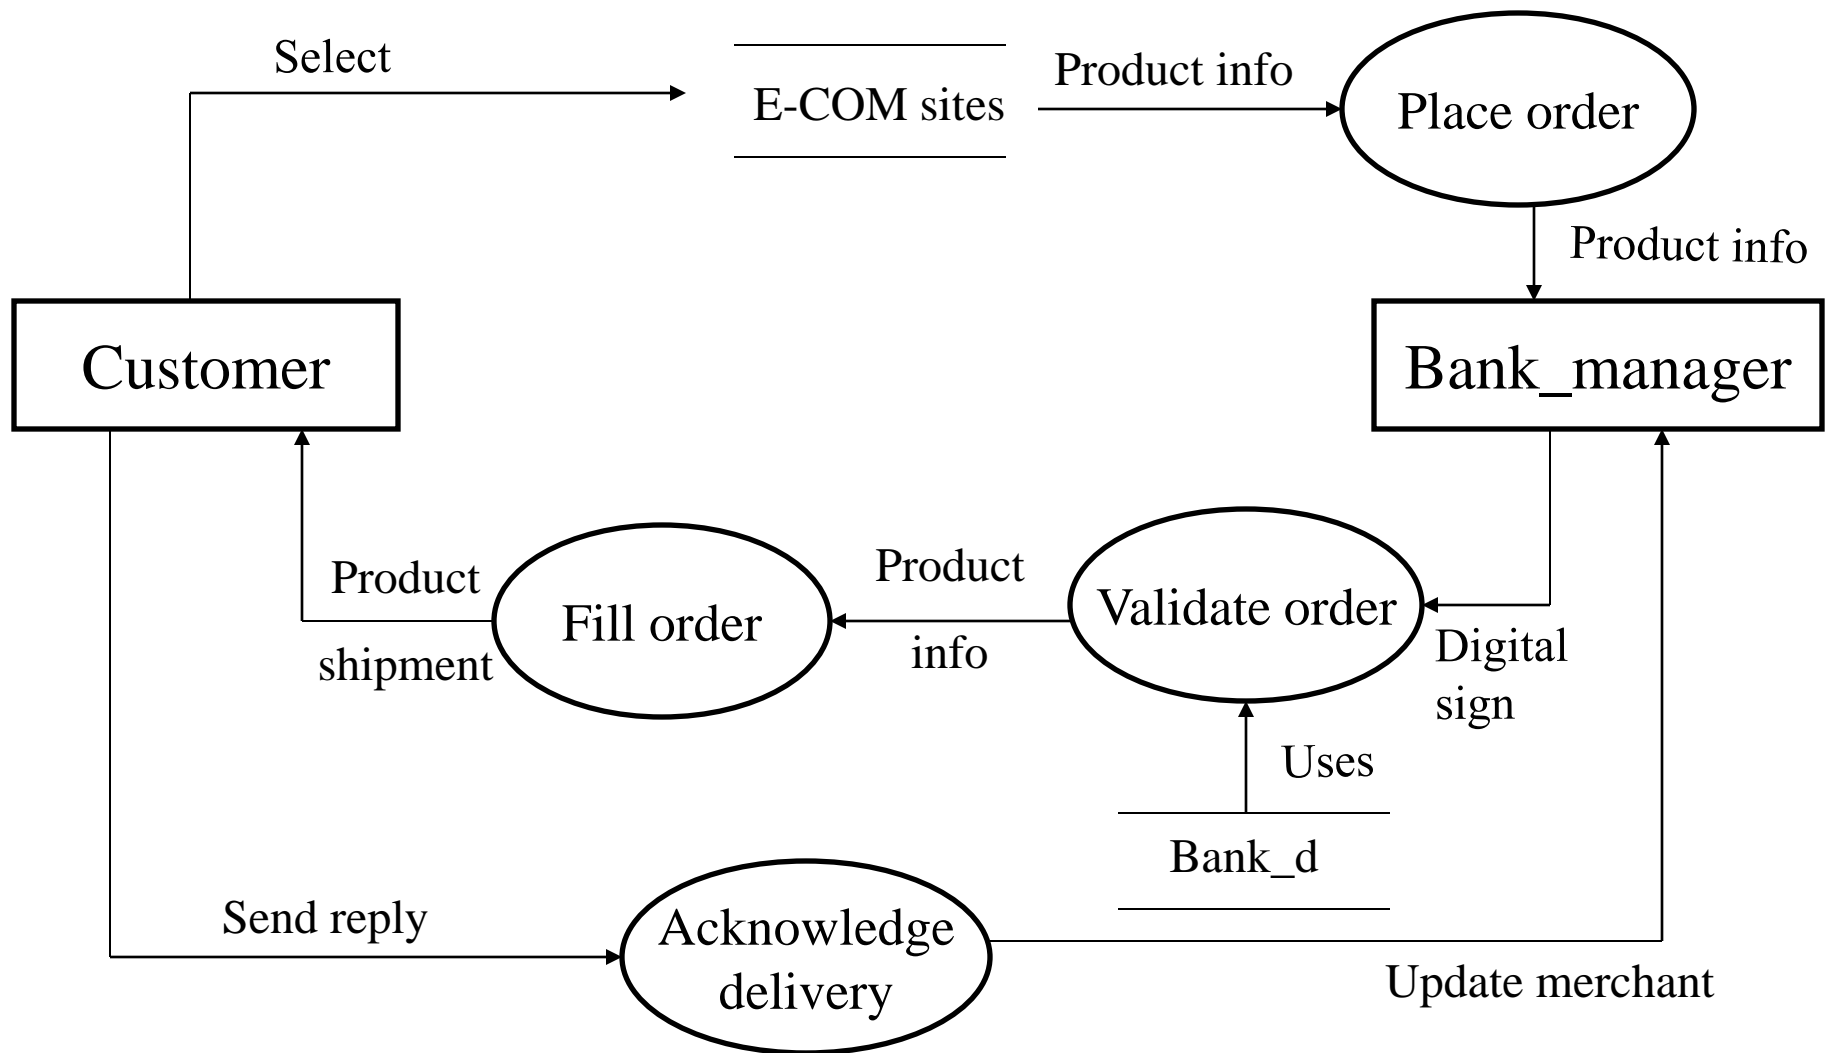 Select
E-COM sites
Product info
Place order
Product info
Customer
Bank_manager
Product
shipment
Fill order
Product
info
Validate order
Digital
sign
Uses
Bank_d
Send reply
Acknowledge
delivery
Update merchant